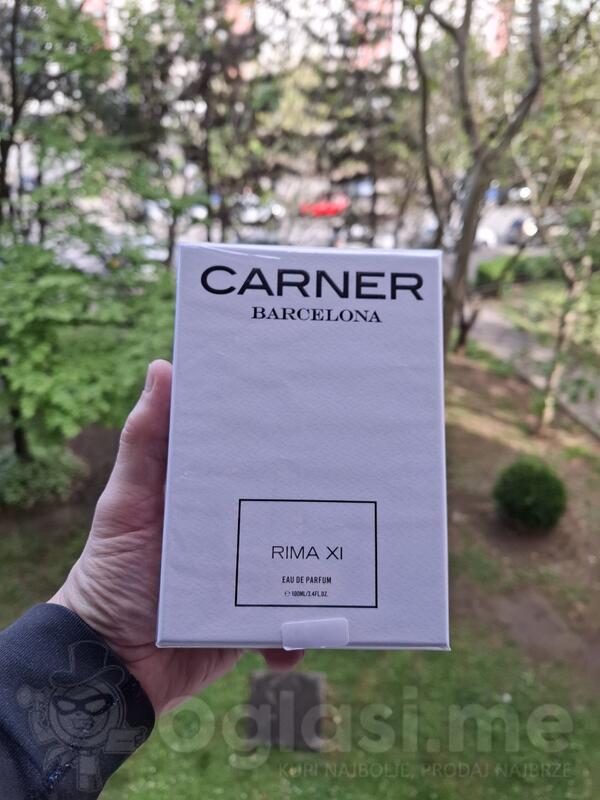 CARNER
BARCELONA
RIMA XI
EAU DE PARFUM
℮ 100ML/3.4FL.OZ.
Oglasi.me
KUPI NAJBOLJE, PRODAJ NAJBRŽE